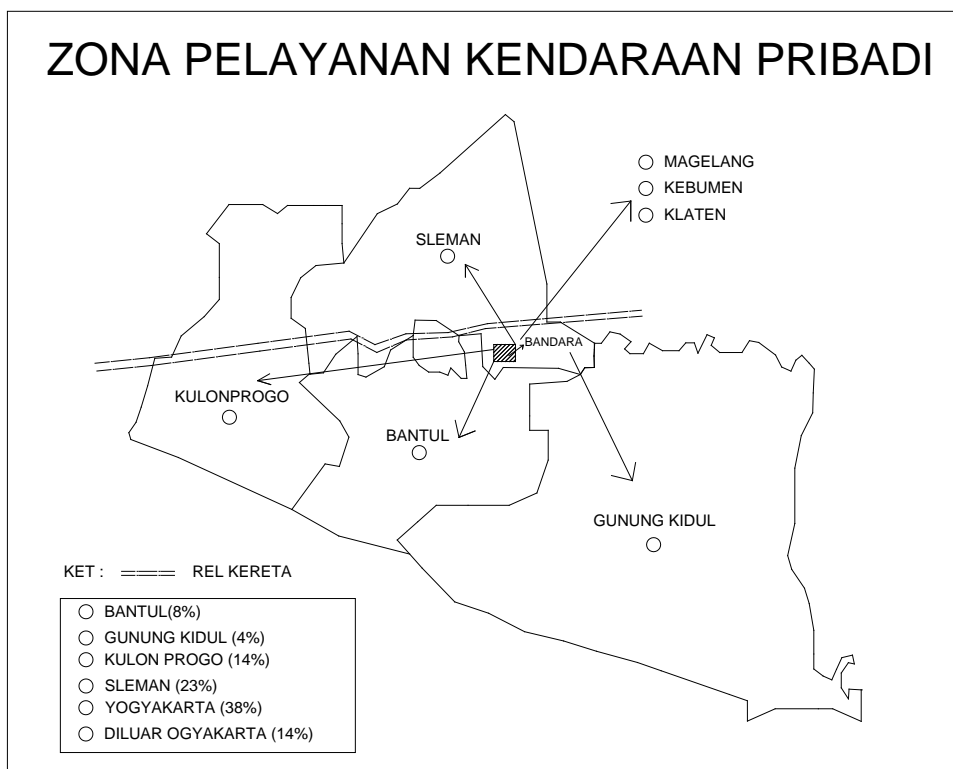 ZONA PELAYANAN KENDARAAN PRIBADI
MAGELANG
KEBUMEN
KLATEN
SLEMAN
BANDARA
KULONPROGO
BANTUL
GUNUNG KIDUL
KET : REL KERETA
BANTUL(8%)
GUNUNG KIDUL (4%)
KULON PROGO (14%)
SLEMAN (23%)
YOGYAKARTA (38%)
DILUAR OGYAKARTA (14%)